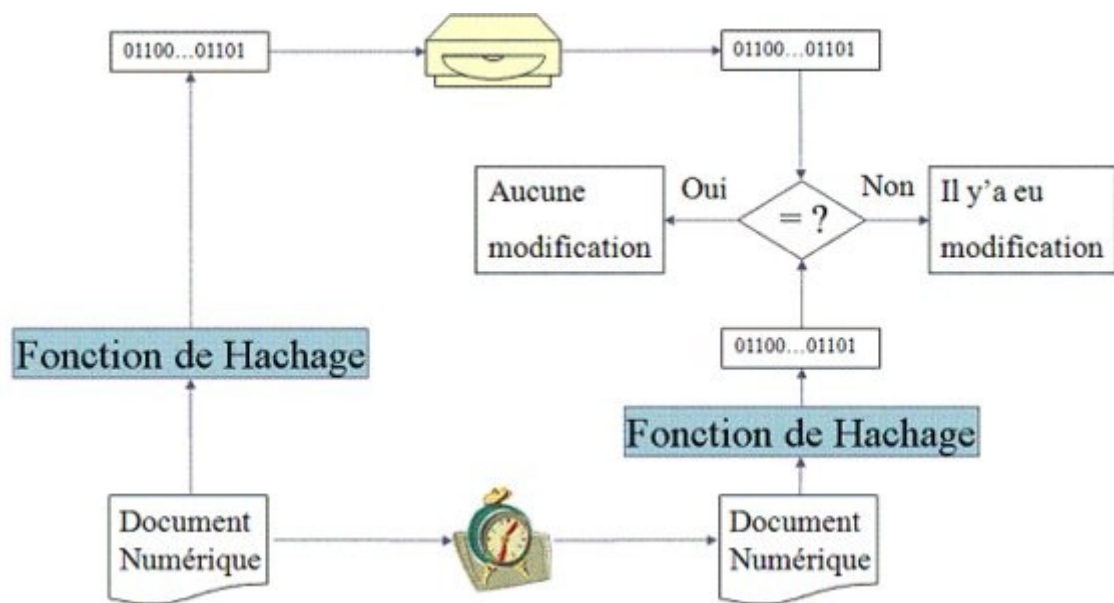 01100...01101
01100...01101
Aucune
modification
Oui
= ?
Non
Il y'a eu
modification
Fonction de Hachage
01100...01101
Fonction de Hachage
Document
Numérique
Document
Numérique